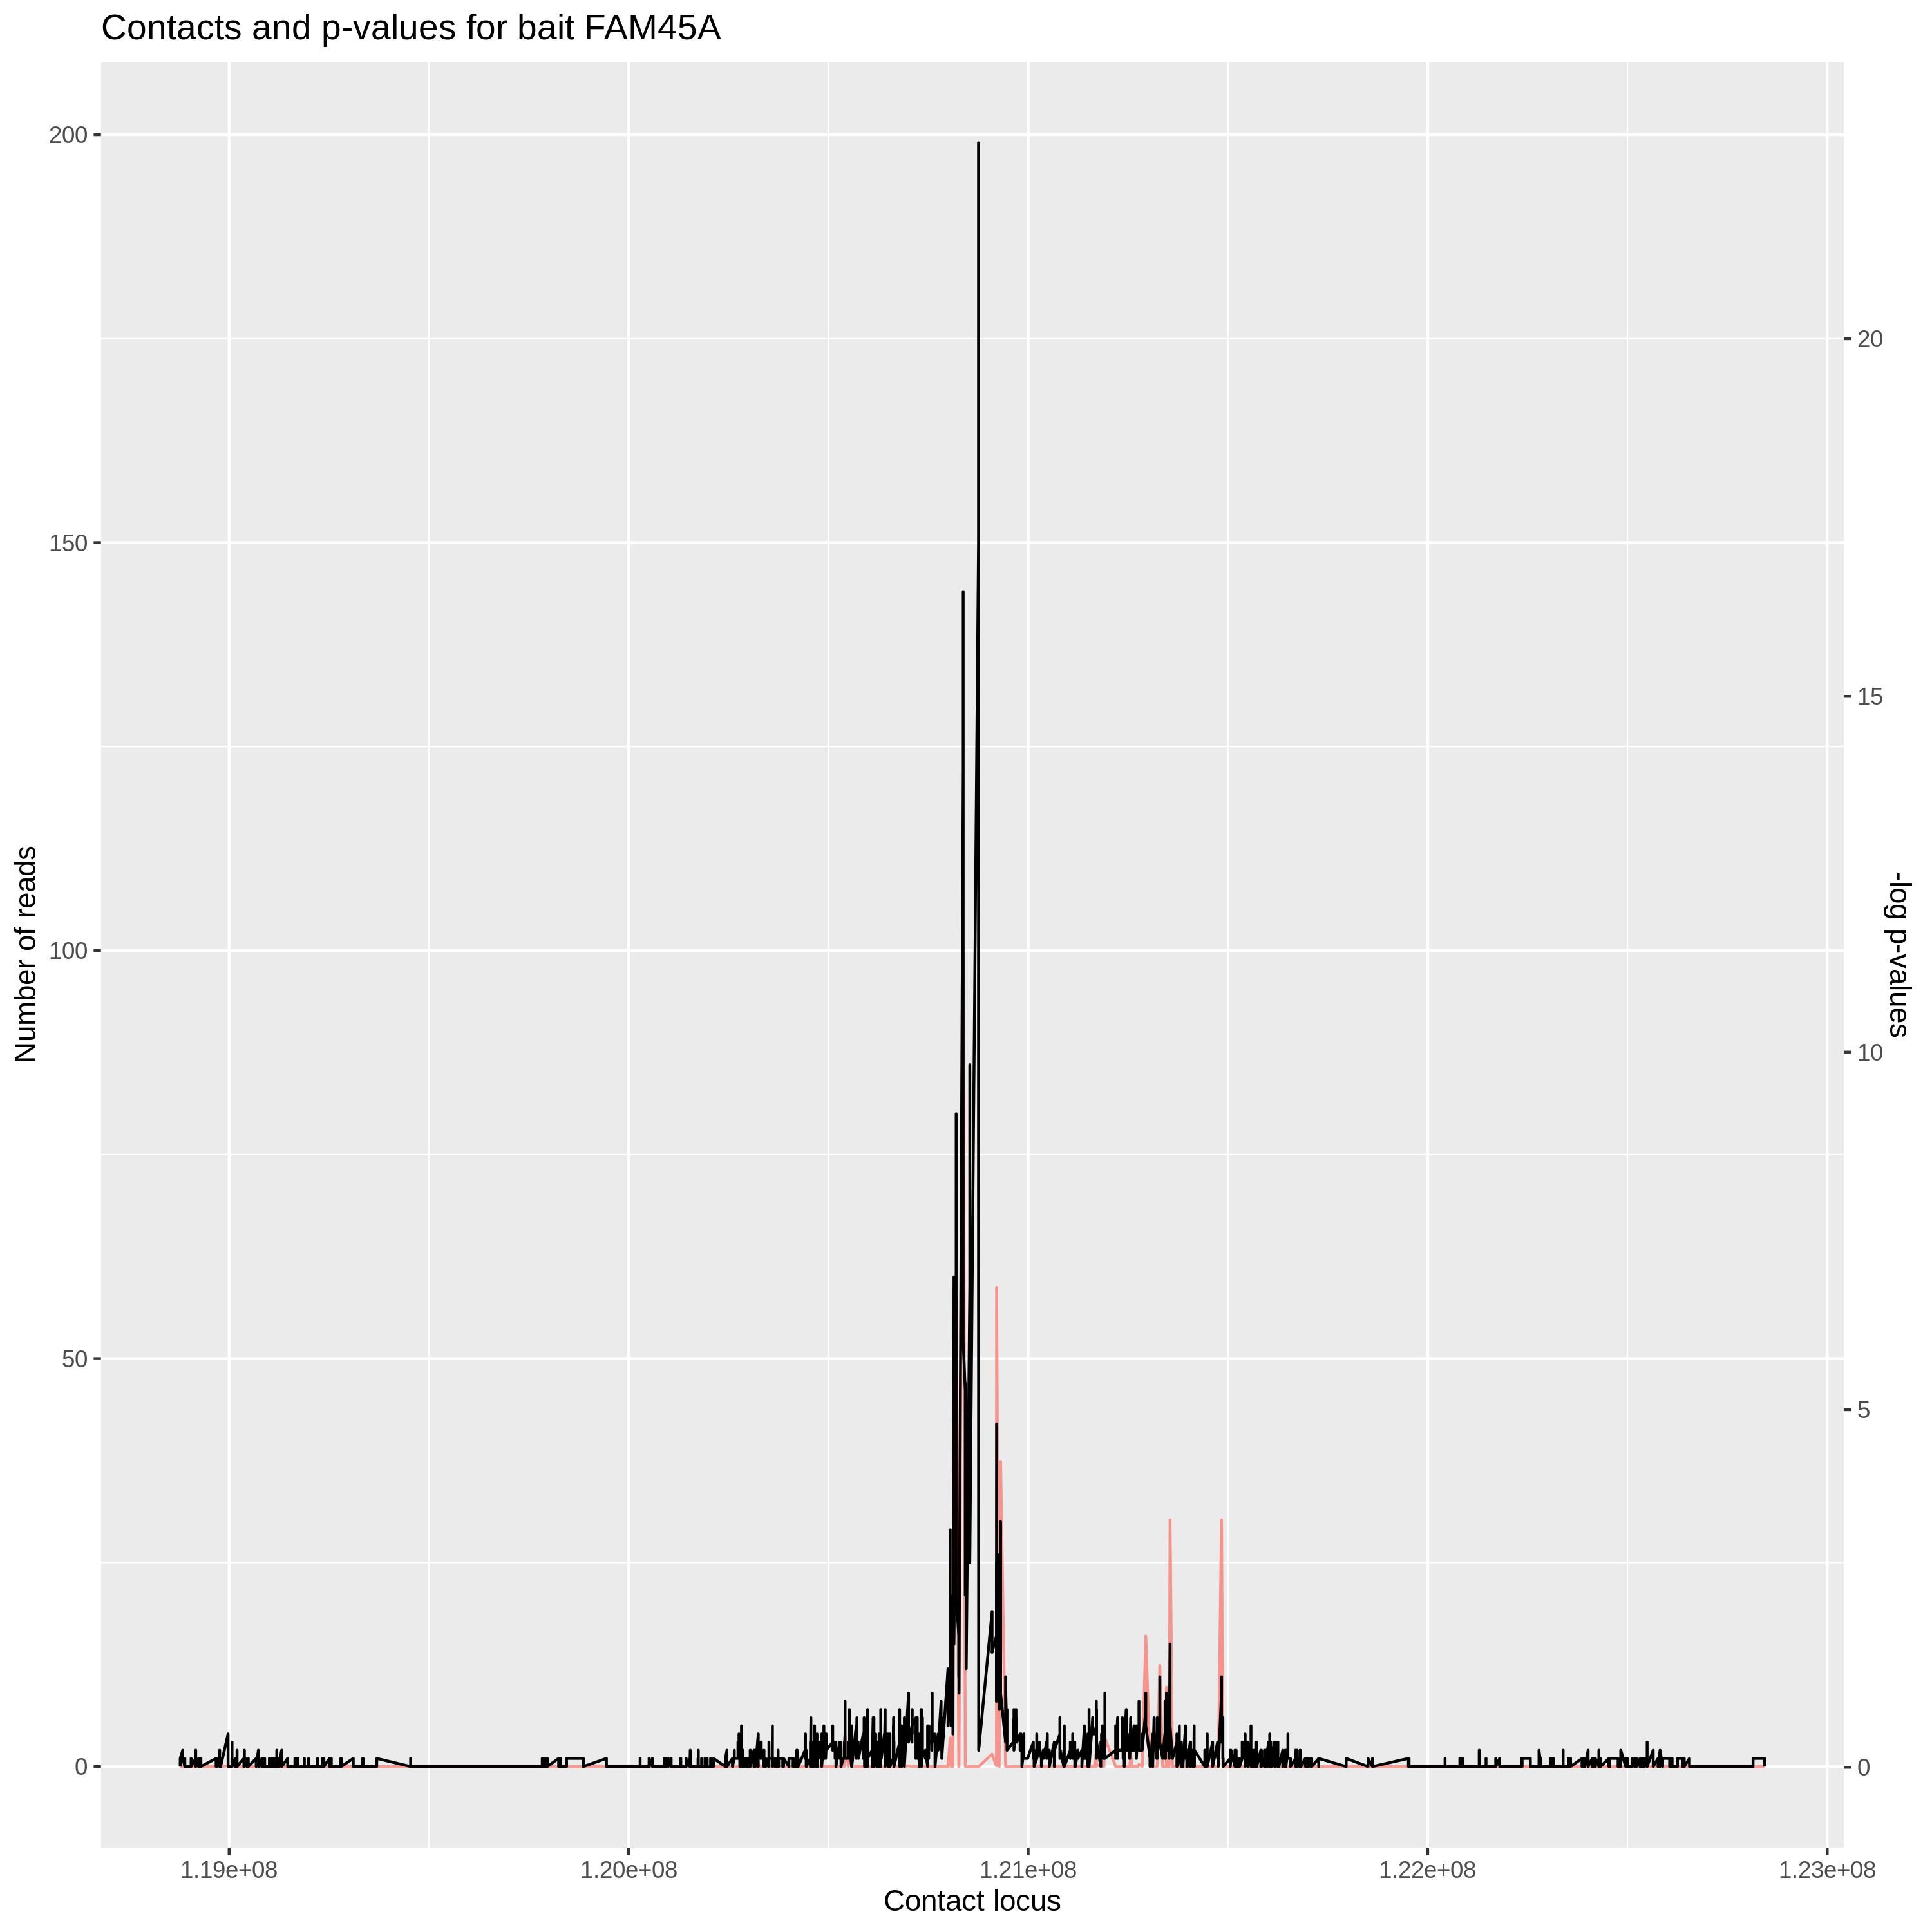 Contacts and p-values for bait FAM45A
200
150
100
50
0
Number of reads
20
15
10
5
0
-log p-values
1.19e+08
1.20e+08
1.21e+08
1.22e+08
1.23e+08
Contact locus